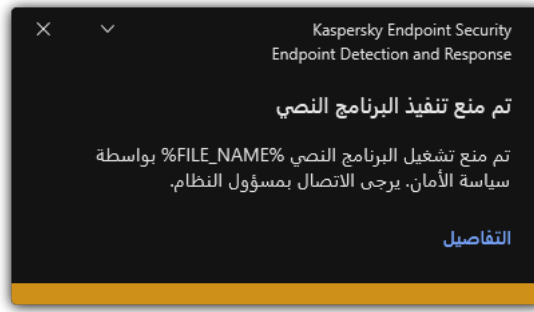 Kaspersky Endpoint Security
Endpoint Detection and Response
تم منع تنفيذ البرنامج النصي
تم منع تشغيل البرنامج النصي %FILE_NAME% بواسطة
سياسة الأمان. يرجى الاتصال بمسؤول النظام.
التفاصيل